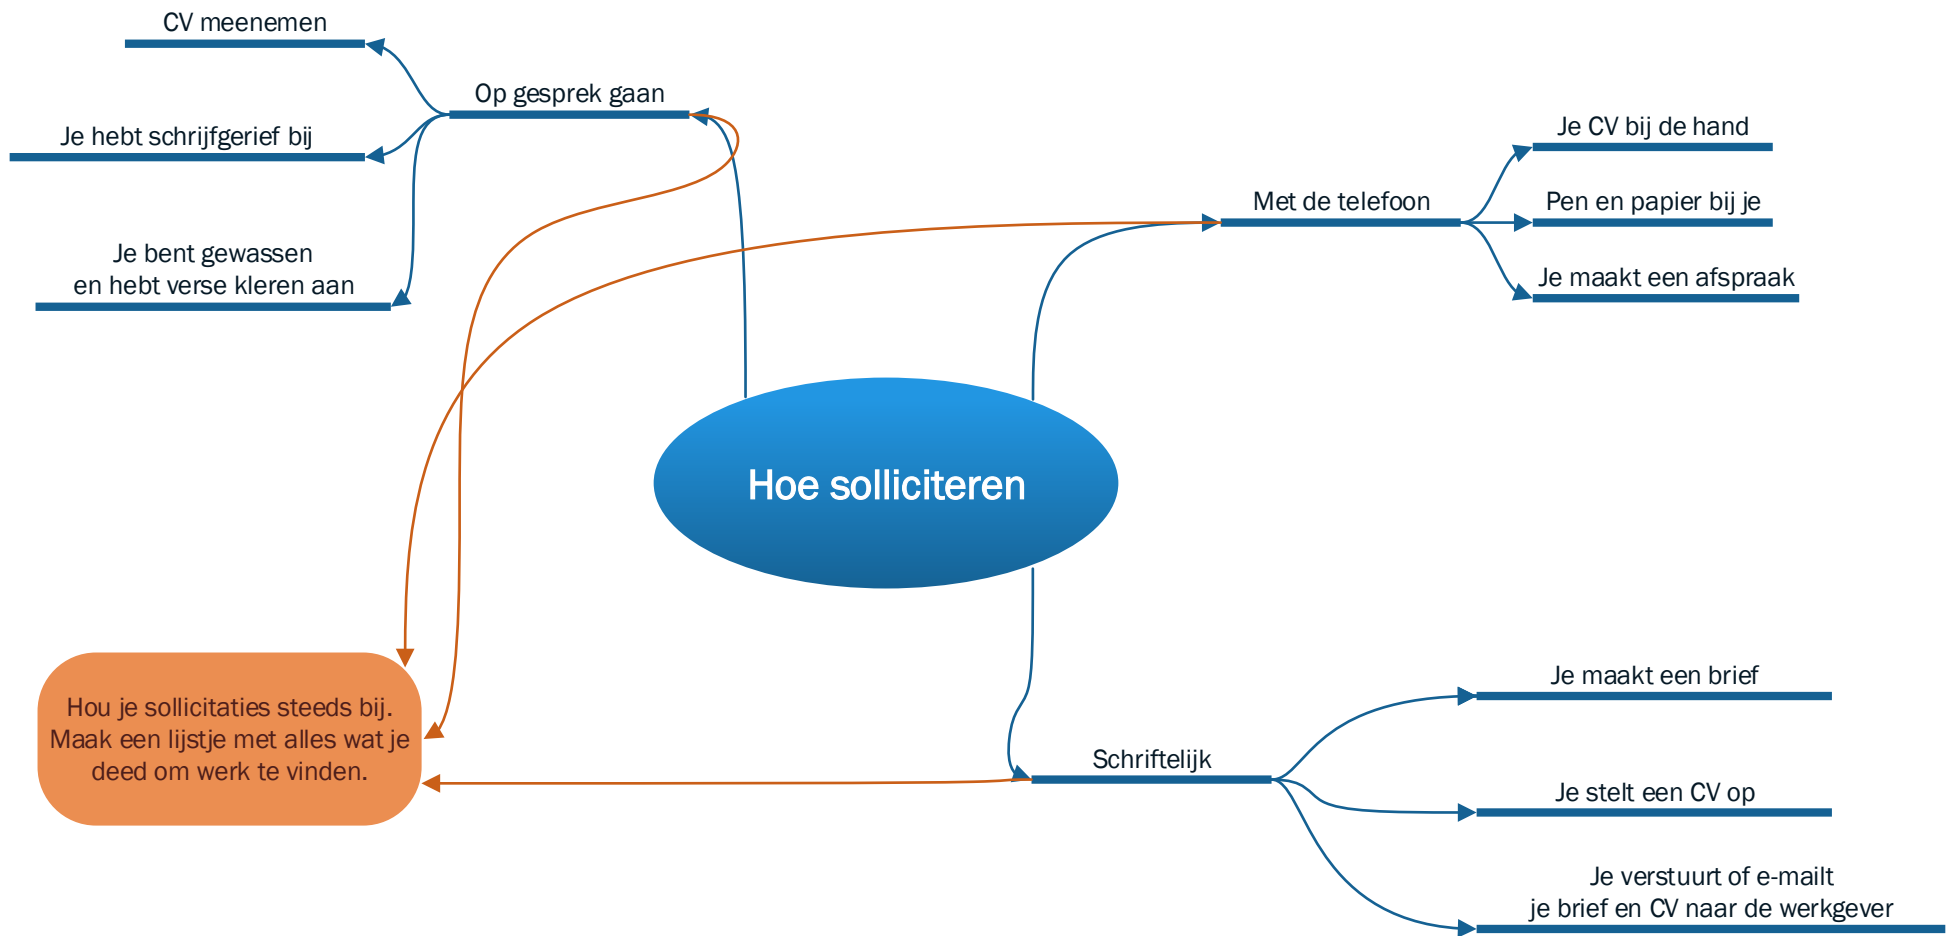 CV meenemen
Op gesprek gaan
Je hebt schrijfgerief bij
Je bent gewassen
en hebt verse kleren aan
Met de telefoon
Je CV bij de hand
Pen en papier bij je
Je maakt een afspraak
Hoe solliciteren
Hou je sollicitaties steeds bij.
Maak een lijstje met alles wat je
deed om werk te vinden.
Schriftelijk
Je maakt een brief
Je stelt een CV op
Je verstuurt of e-mailt
je brief en CV naar de werkgever